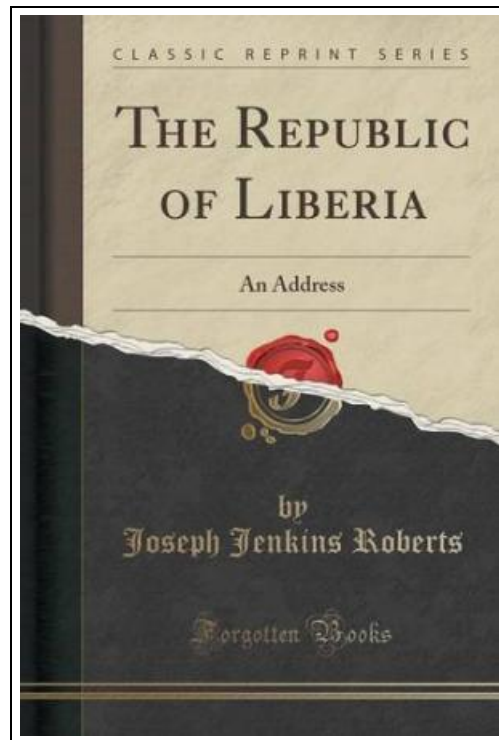 CLASSIC REPRINT SERIES
THE REPUBLIC
OF LIBERIA
An Address
by
Joseph Jenkins Roberts
Forgotten Books